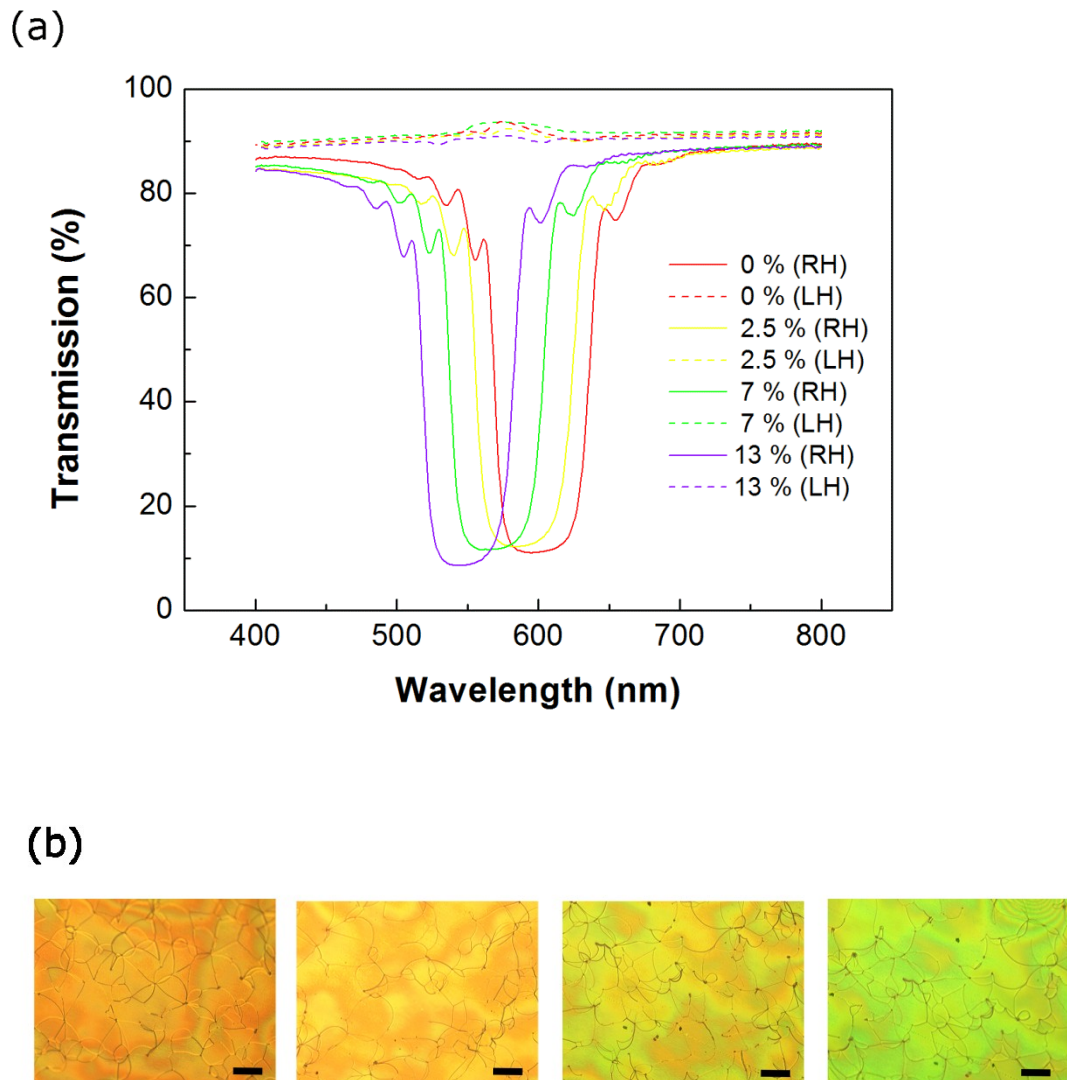 (a)
100
80
60
40
20
0
Transmission (%)
400 500 600 700 800
Wavelength (nm)
0 % (RH)
0 % (LH)
2.5 % (RH)
2.5 % (LH)
7 % (RH)
7 % (LH)
13 % (RH)
13 % (LH)
(b)